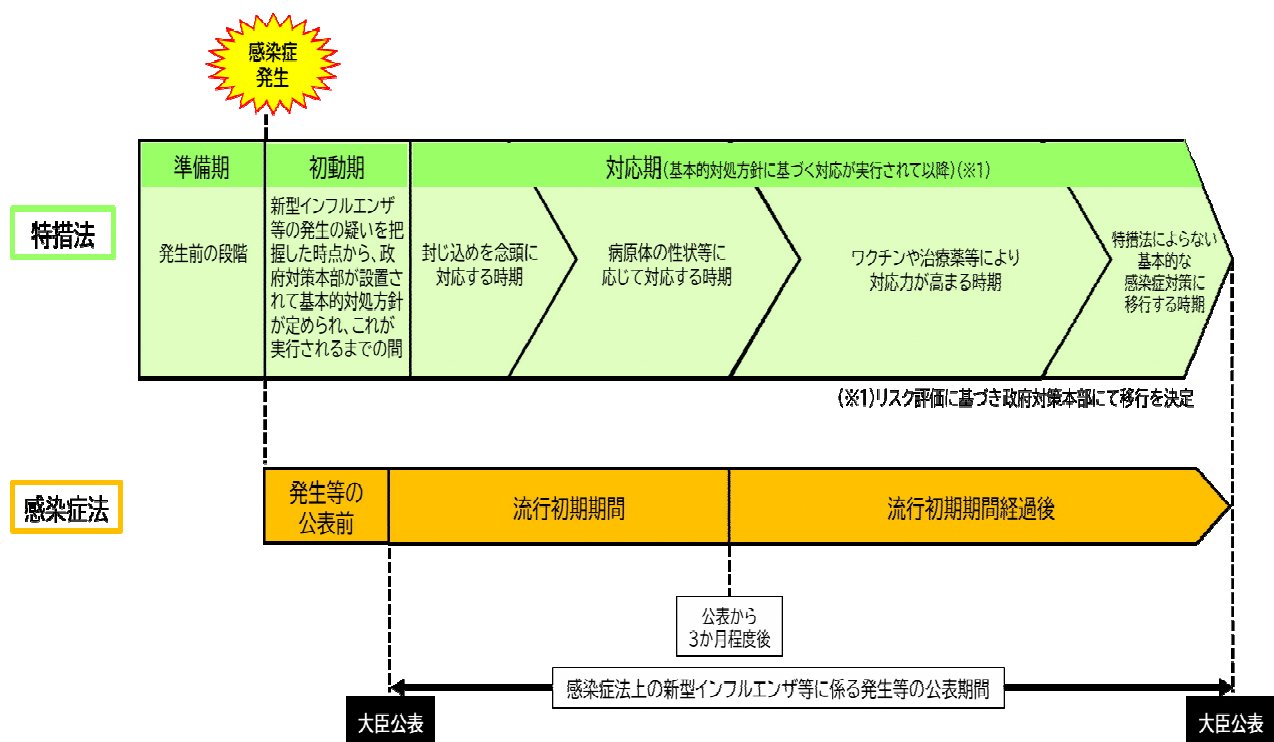 感染症
発生
準備期
初動期
対応期(基本的対処方針に基づく対応が実行されて以降)(※1)
特措法
発生前の段階
新型インフルエンザ
等の発生の疑いを把
握した時点から、政
府対策本部が設置され
て基本的対処方針
が定められ、これが
実行されるまでの間
封じ込めを念頭に
対応する時期
病原体の性状等に
応じて対応する時期
ワクチンや治療薬等により
対応力が高まる時期
特措法によらない
基本的な
感染症対策に
移行する時期
(※1)リスク評価に基づき政府対策本部にて移行を決定
感染症法
発生等の
公表前
流行初期期間
流行初期期間経過後
公表から
3か月程度後
感染症法上の新型インフルエンザ等に係る発生等の公表期間
大臣公表
大臣公表